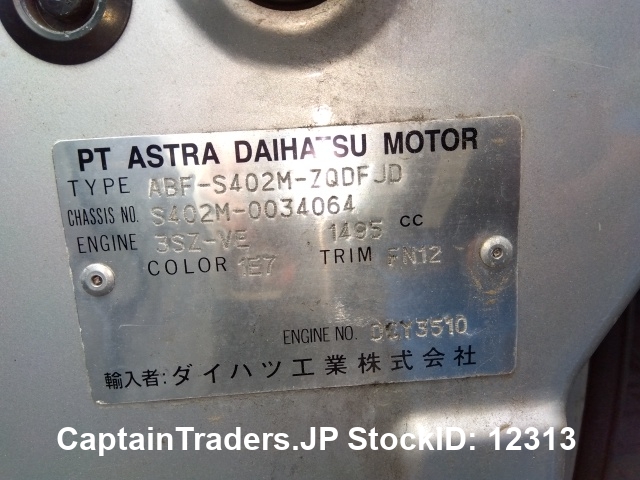 PT ASTRA DAIHATSU MOTOR
TYPE ABF-S402M-ZQDFJD
CHASSIS NO. S402M-0034064
ENGINE 3SZ-VE 1495 cc
COLOR 1E7 TRIM FN12
ENGINE NO. DCY3510
輸入者: ダイハツ工業株式会社
CaptainTraders.JP StockID: 12313